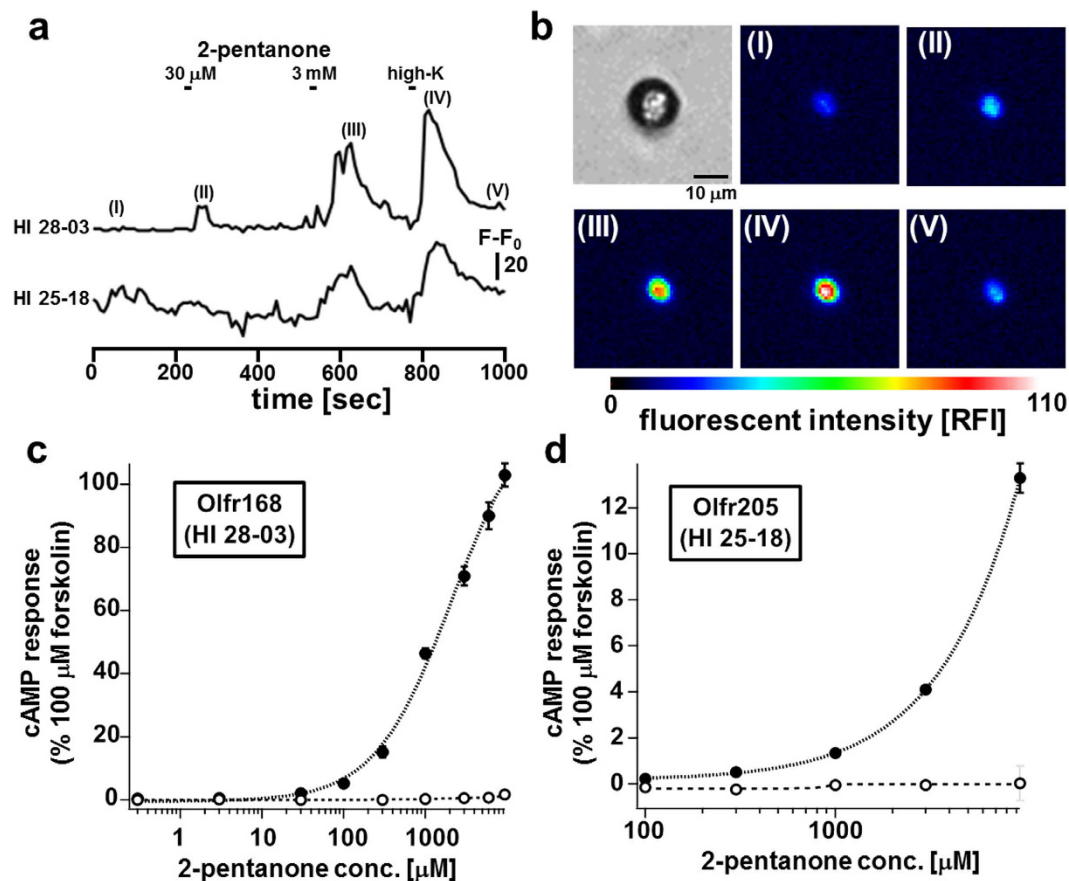 a
2-pentanone
30 μM
3 mM
high-K
(I)
(II)
(III)
(IV)
(V)
HI 28-03
HI 25-18
F-F0
20
0
200
400
600
800
1000
time [sec]
b
10 μm
(I)
(II)
(III)
(IV)
(V)
0
110
fluorescent intensity [RFI]
c
Olfr168
(HI 28-03)
cAMP response
(% 100 μM forskolin)
100
80
60
40
20
0
1
10
100
1000
2-pentanone conc. [μM]
d
Olfr205
(HI 25-18)
cAMP response
(% 100 μM forskolin)
12
10
8
6
4
2
0
100
1000
2-pentanone conc. [μM]